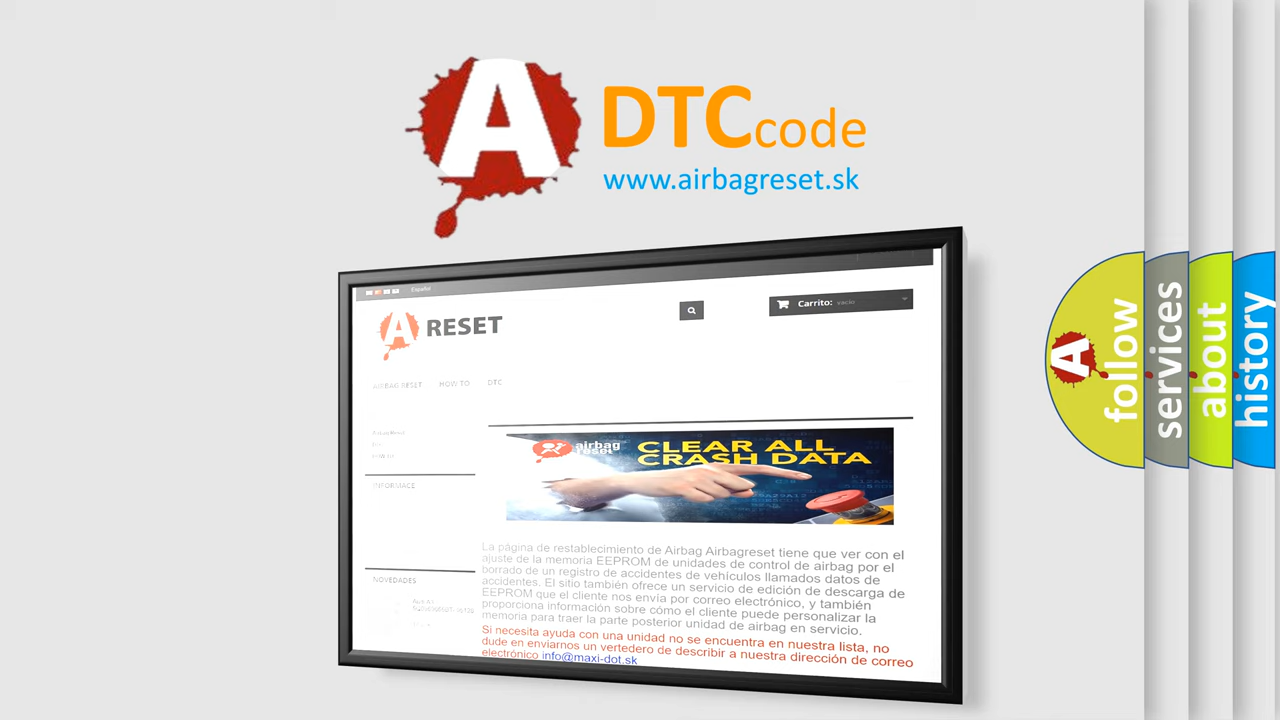 A
DTCcode
www.airbagreset.sk
Español
A RESET
Carrito: vacío
AIRBAG RESET HOW TO DTC
INFORMACE
airbag
reset
CLEAR ALL
CRASH DATA
La página de restablecimiento de Airbag Airbagreset tiene que ver con el
ajuste de la memoria EEPROM de unidades de control de airbag por el
borrado de un registro de accidentes de vehículos llamados datos de
accidentes. El sitio también ofrece un servicio de edición de descarga de
EEPROM que el cliente nos envía por correo electrónico, y también
proporciona información sobre cómo el cliente puede personalizar la
memoria para traer la parte posterior unidad de airbag en servicio.
Si necesita ayuda con una unidad no se encuentra en nuestra lista, no
dude en enviarnos un vertedero de describir a nuestra dirección de correo
electrónico info@maxi-dot.sk
NOVEDADES
A
follow
services
about
history